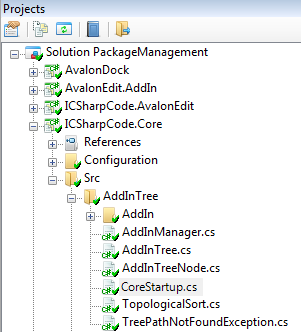 Projects
Solution PackageManagement
AvalonDock
AvalonEdit.AddIn
ICSharpCode.AvalonEdit
ICSharpCode.Core
References
Configuration
Src
AddInTree
AddIn
AddInManager.cs
AddInTree.cs
AddInTreeNode.cs
CoreStartup.cs
TopologicalSort.cs
TreePathNotFoundException.cs